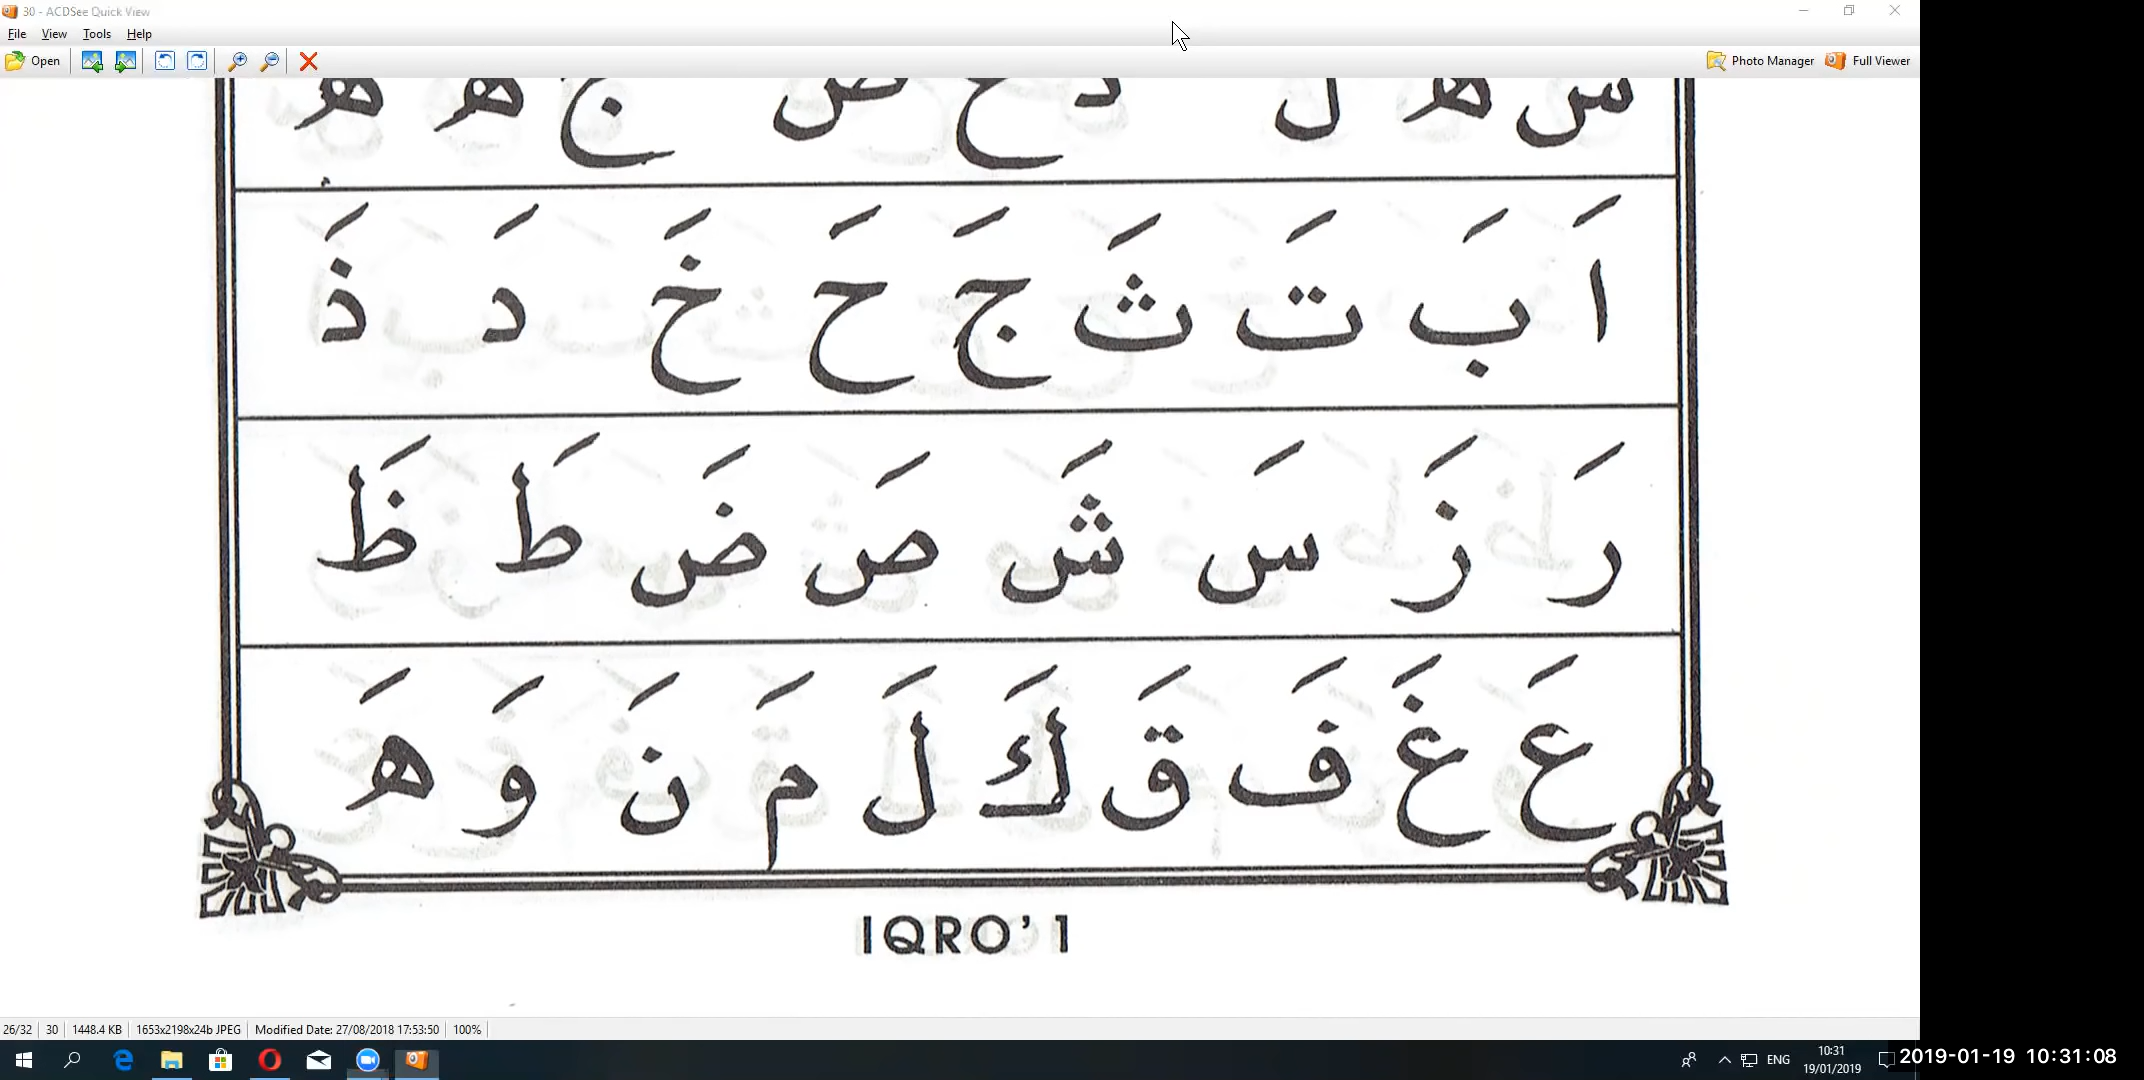 30 - ACDSee Quick View
File View Tools Help
Open Photo Manager Full Viewer
س ه ل د ح ص ج ه ه
اَ بَ تَ ثَ جَ حَ خَ دَ ذَ
رَ زَ سَ شَ صَ ضَ طَ ظَ
عَ غَ فَ قَ كَ لَ مَ نَ وَ هَ
IQRO' 1
26/32 30 1448.4 KB 1653x2198x24b JPEG Modified Date: 27/08/2018 17:53:50 100%
ENG 10:31
19/01/2019
2019-01-19 10:31:08